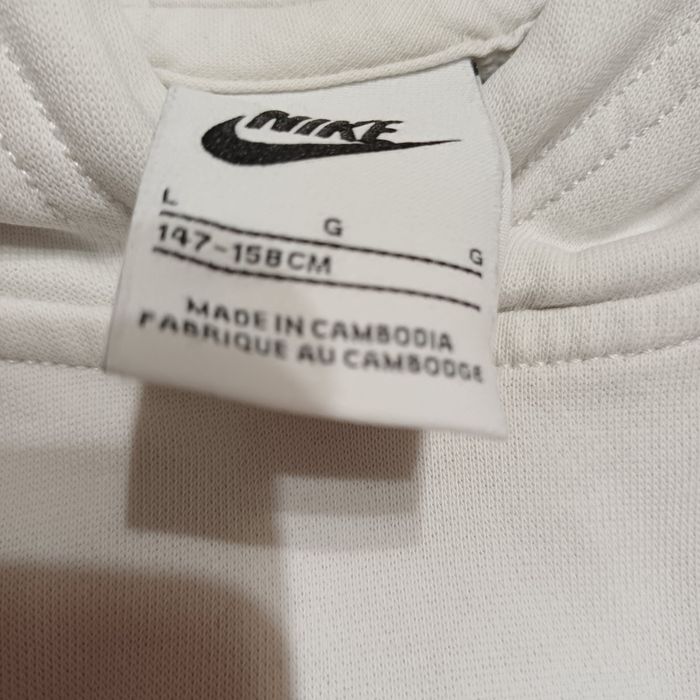 NIKE
L G G
147-158CM
MADE IN CAMBODIA
FABRIQUE AU CAMBODGE